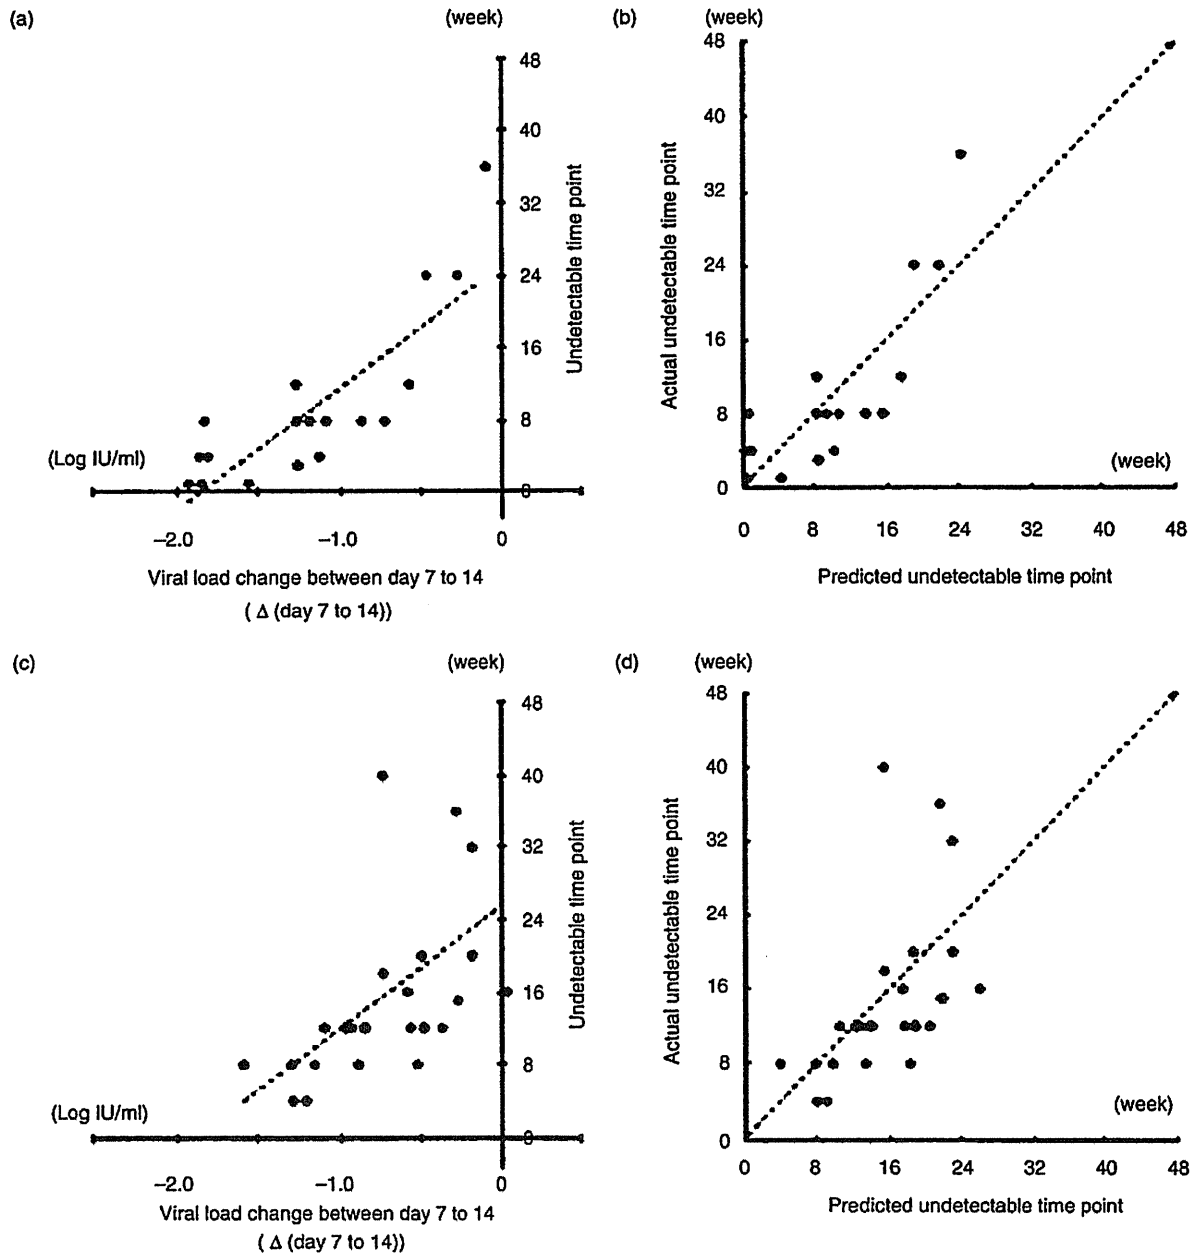 (a)
(week)
48
40
32
24
16
8
0
Undetectable time point
(Log IU/ml)
−2.0 −1.0 0
Viral load change between day 7 to 14
( Δ (day 7 to 14))
(b)
(week)
48
40
32
24
16
8
0
Actual undetectable time point
(week)
0 8 16 24 32 40 48
Predicted undetectable time point
(c)
(week)
48
40
32
24
16
8
0
Undetectable time point
(Log IU/ml)
−2.0 −1.0 0
Viral load change between day 7 to 14
( Δ (day 7 to 14))
(d)
(week)
48
40
32
24
16
8
0
Actual undetectable time point
(week)
0 8 16 24 32 40 48
Predicted undetectable time point